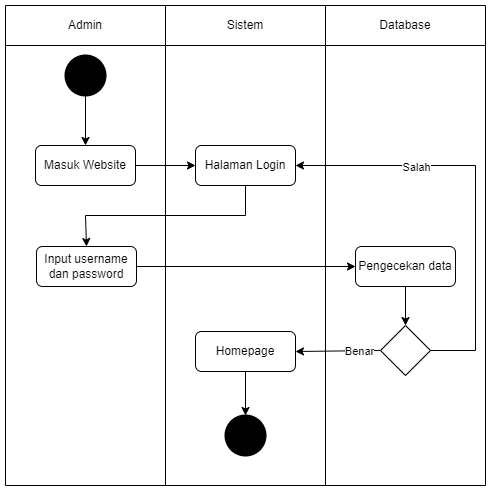 Admin
Sistem
Database
Masuk Website
Halaman Login
Salah
Input username
dan password
Pengecekan data
Homepage
Benar